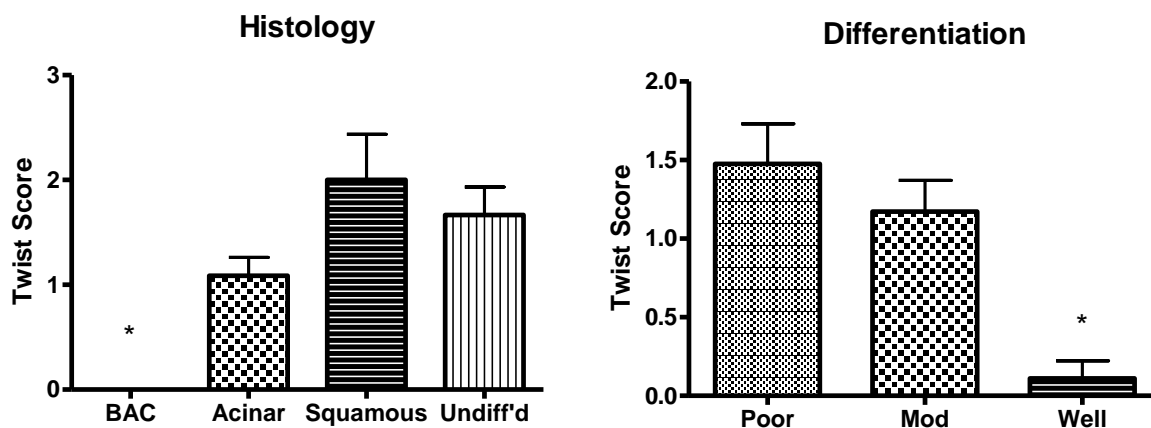 Histology
Twist Score
3
2
1
0
*
BAC Acinar Squamous Undiff'd
Differentiation
Twist Score
2.0
1.5
1.0
0.5
0.0
*
Poor Mod Well